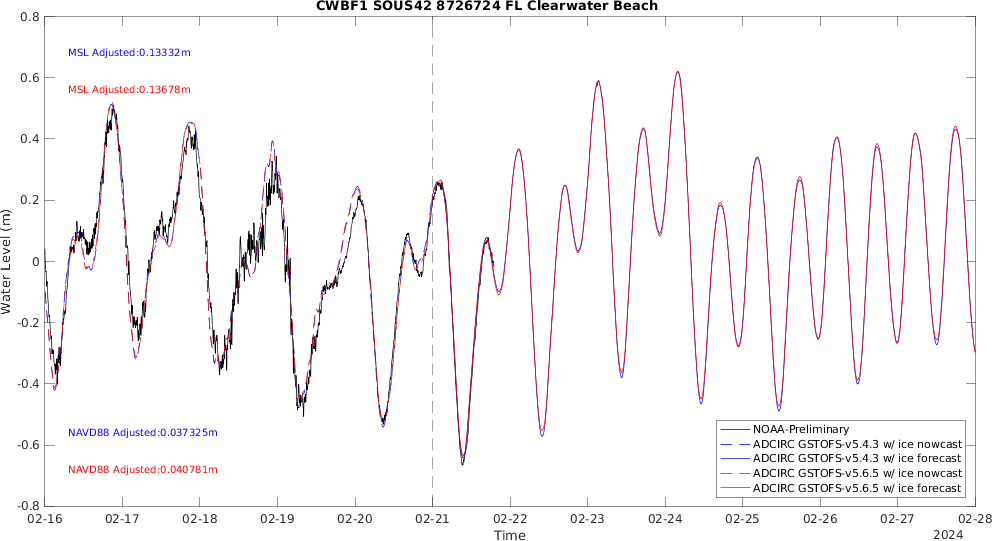 CWBF1 SOUS42 8726724 FL Clearwater Beach
0.8
0.6
0.4
0.2
0
-0.2
-0.4
-0.6
-0.8
Water Level (m)
MSL Adjusted:0.13332m
MSL Adjusted:0.13678m
NAVD88 Adjusted:0.037325m
NAVD88 Adjusted:0.040781m
NOAA-Preliminary
ADCIRC GSTOFS-v5.4.3 w/ ice nowcast
ADCIRC GSTOFS-v5.4.3 w/ ice forecast
ADCIRC GSTOFS-v5.6.5 w/ ice nowcast
ADCIRC GSTOFS-v5.6.5 w/ ice forecast
02-16 02-17 02-18 02-19 02-20 02-21 02-22 02-23 02-24 02-25 02-26 02-27 02-28
Time
2024